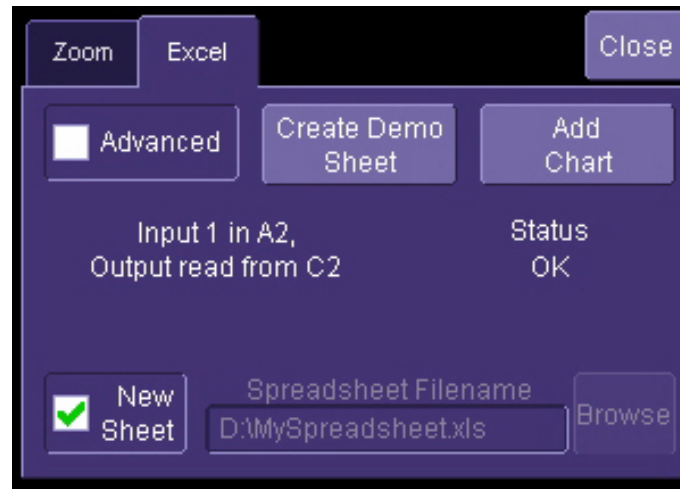 Zoom
Excel
Close
Advanced
Create Demo
Sheet
Add
Chart
Input 1 in A2,
Output read from C2
Status
OK
New
Sheet
Spreadsheet Filename
D:\MySpreadsheet.xls
Browse